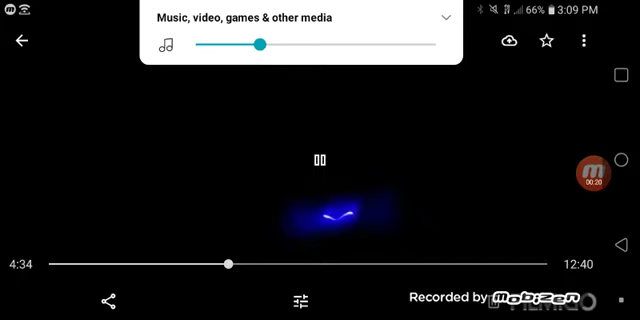 3:09 PM
66%
Music, video, games & other media
00:20
4:34
12:40
Recorded by mobizen